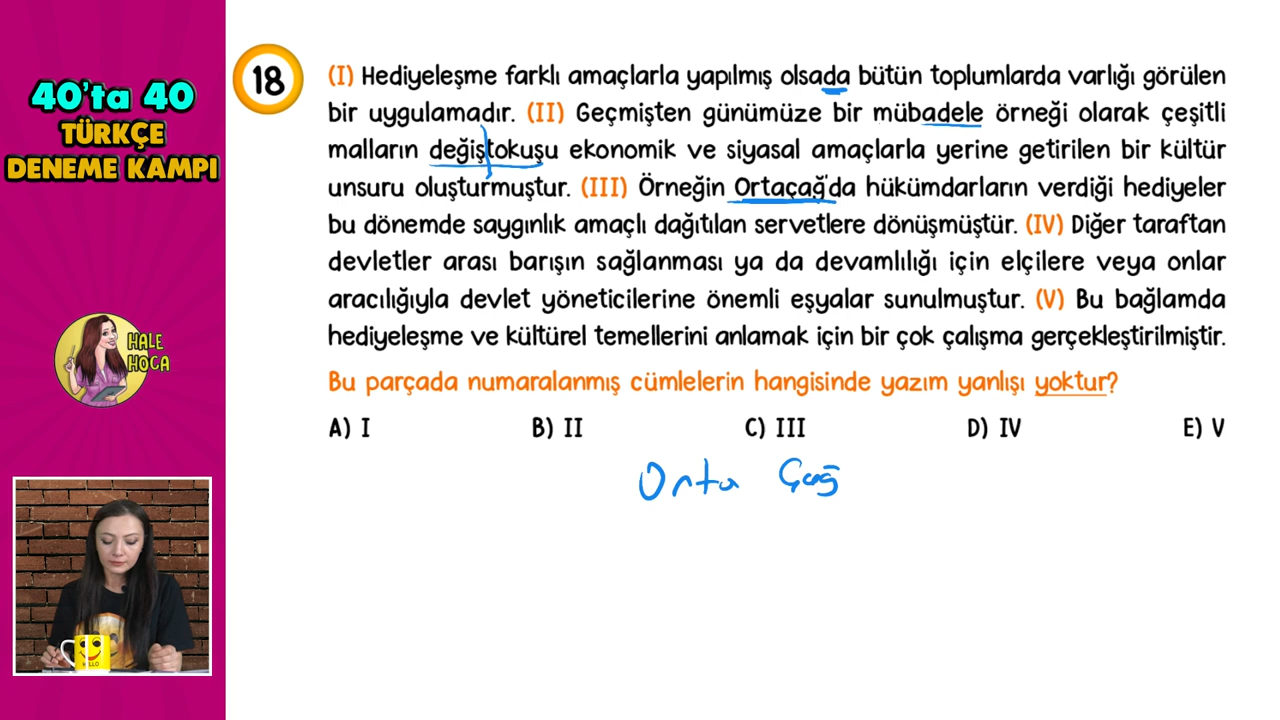 40'ta 40
TÜRKÇE
DENEME KAMPI
HALE
HOCA
HELLO
18
(I) Hediyeleşme farklı amaçlarla yapılmış olsada bütün toplumlarda varlığı görülen
bir uygulamadır. (II) Geçmişten günümüze bir mübadele örneği olarak çeşitli
malların değiştokuşu ekonomik ve siyasal amaçlarla yerine getirilen bir kültür
unsuru oluşturmuştur. (III) Örneğin Ortaçağ'da hükümdarların verdiği hediyeler
bu dönemde saygınlık amaçlı dağıtılan servetlere dönüşmüştür. (IV) Diğer taraftan
devletler arası barışın sağlanması ya da devamlılığı için elçilere veya onlar
aracılığıyla devlet yöneticilerine önemli eşyalar sunulmuştur. (V) Bu bağlamda
hediyeleşme ve kültürel temellerini anlamak için bir çok çalışma gerçekleştirilmiştir.
Bu parçada numaralanmış cümlelerin hangisinde yazım yanlışı yoktur?
A) I B) II C) III D) IV E) V
Orta Çağ